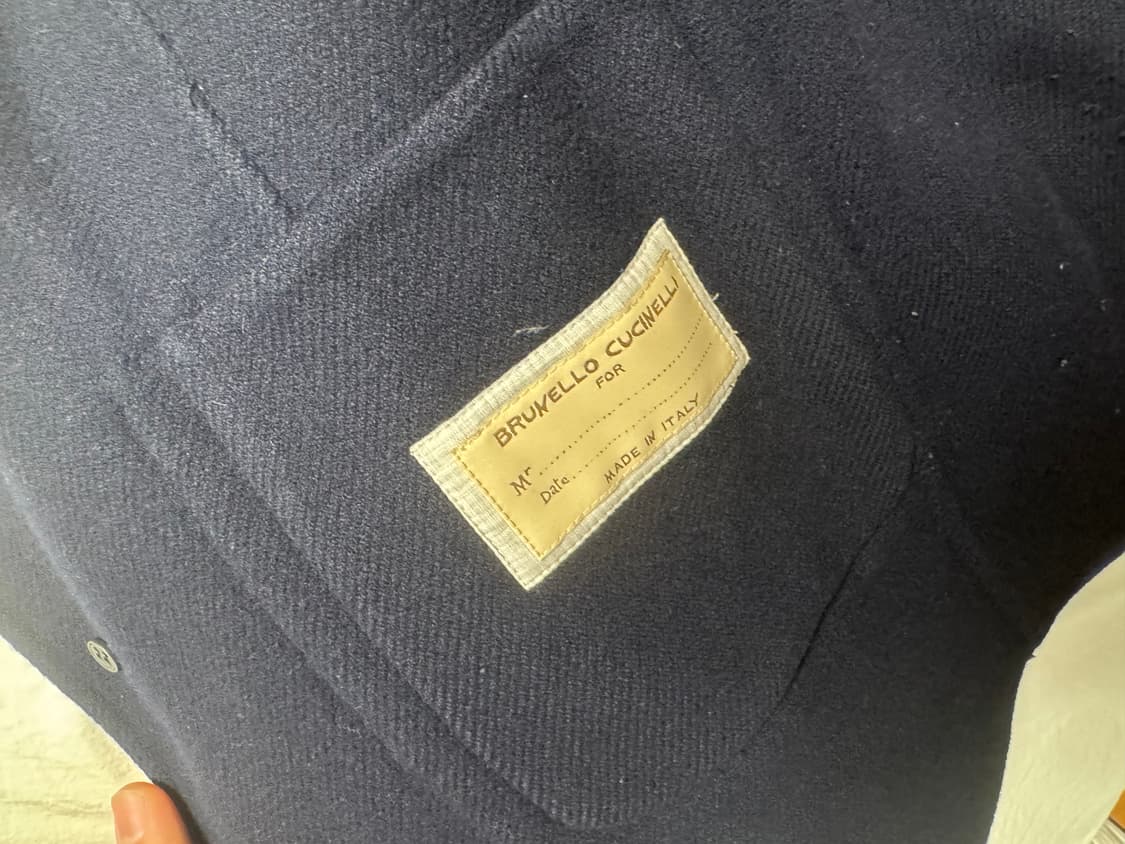 BRUNELLO CUCINELLI
FOR
Mr ..............................
Date ..............................
MADE IN ITALY